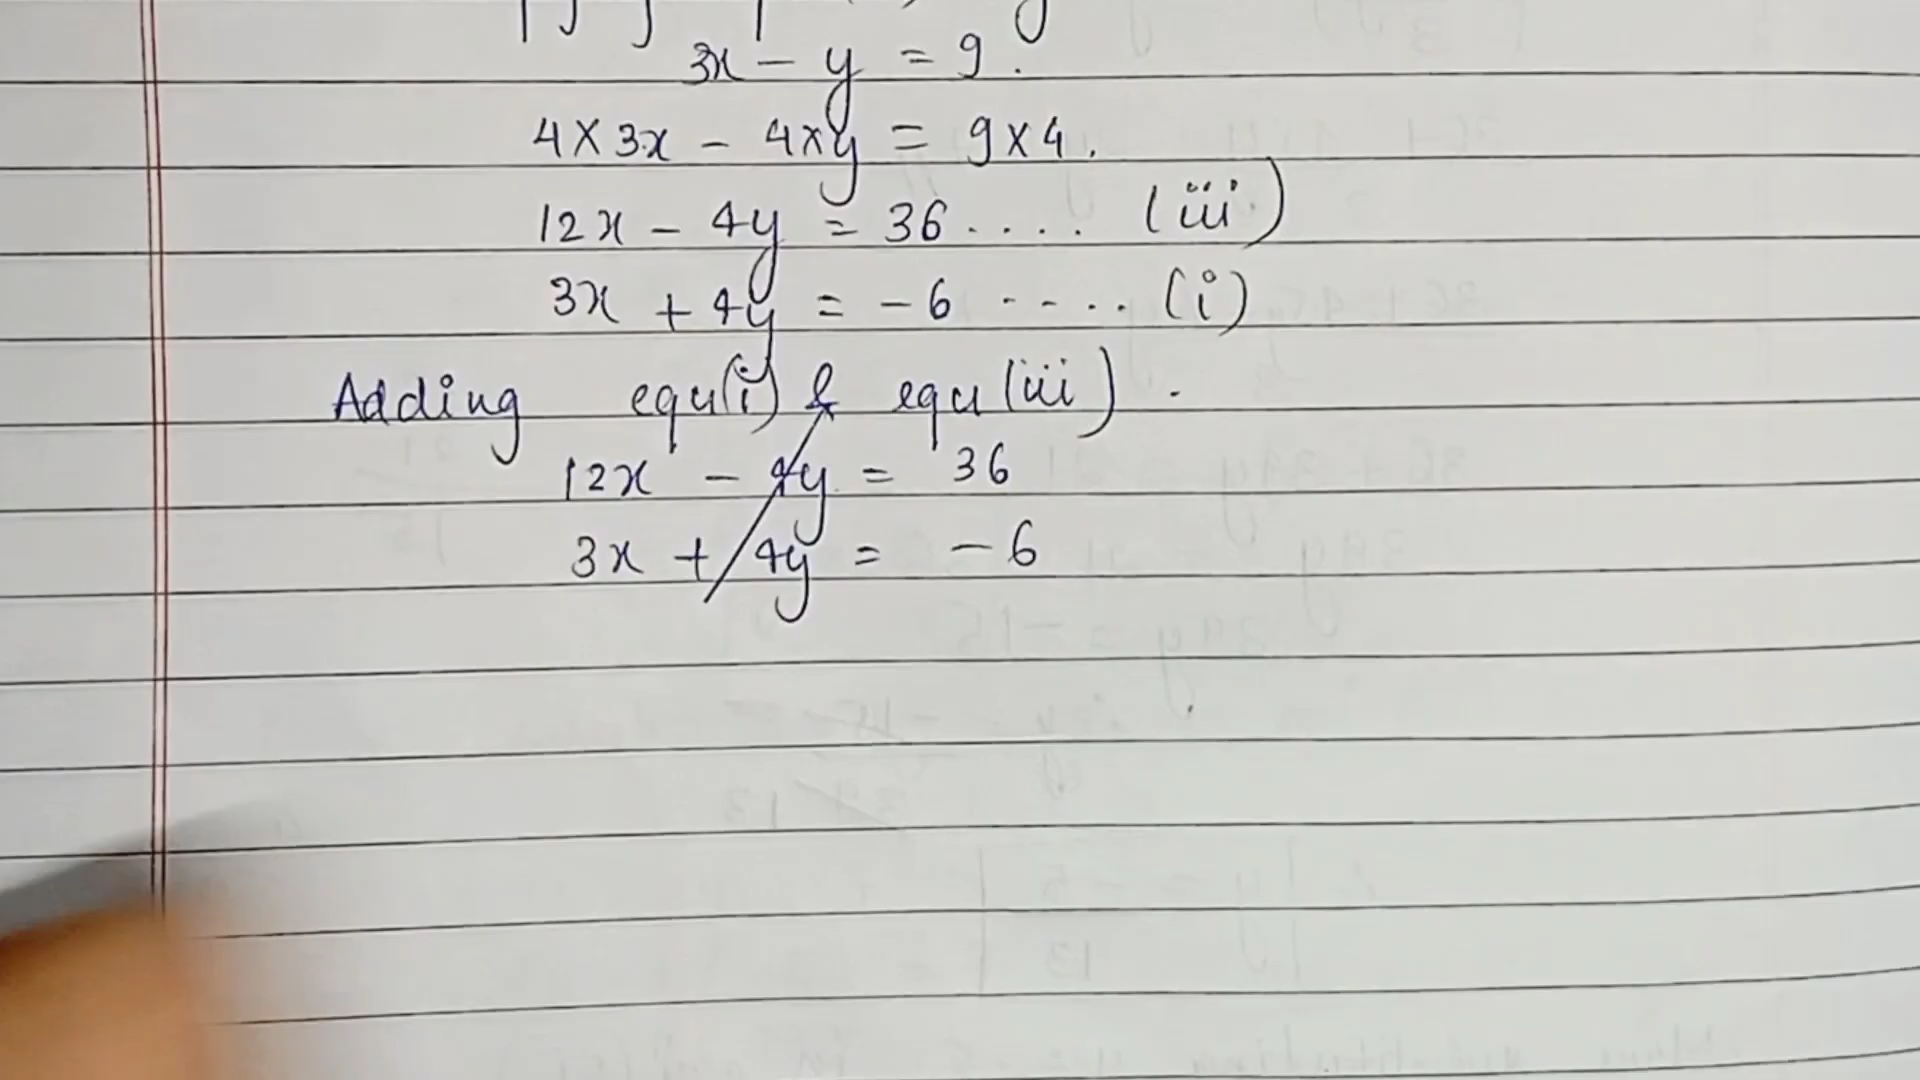 3x - y = 9.
4 × 3x - 4 × y = 9 × 4.
12x - 4y = 36 .... (iii)
3x + 4y = -6 .... (i)
Adding equ(i) & equ(iii).
12x - 4y = 36
3x + 4y = -6